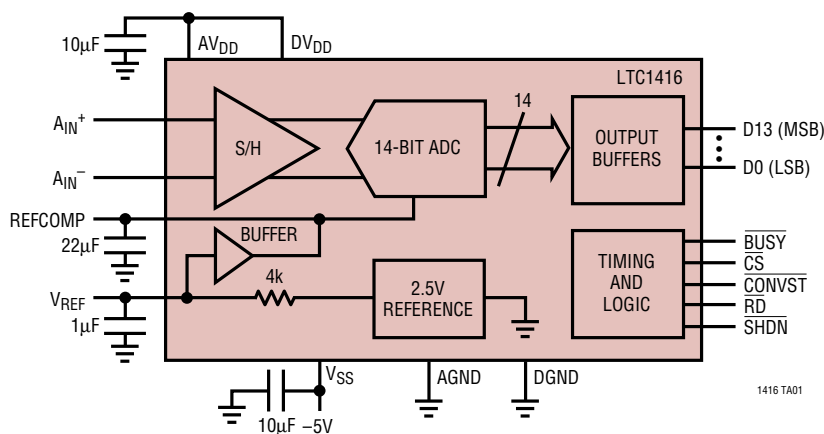 10µF
AVDD
DVDD
LTC1416
AIN+
AIN–
S/H
14-BIT ADC
14
OUTPUT
BUFFERS
D13 (MSB)
D0 (LSB)
REFCOMP
22µF
BUFFER
4k
VREF
1µF
2.5V
REFERENCE
TIMING
AND
LOGIC
BUSY
CS
CONVST
RD
SHDN
VSS
10µF
–5V
AGND
DGND
1416 TA01